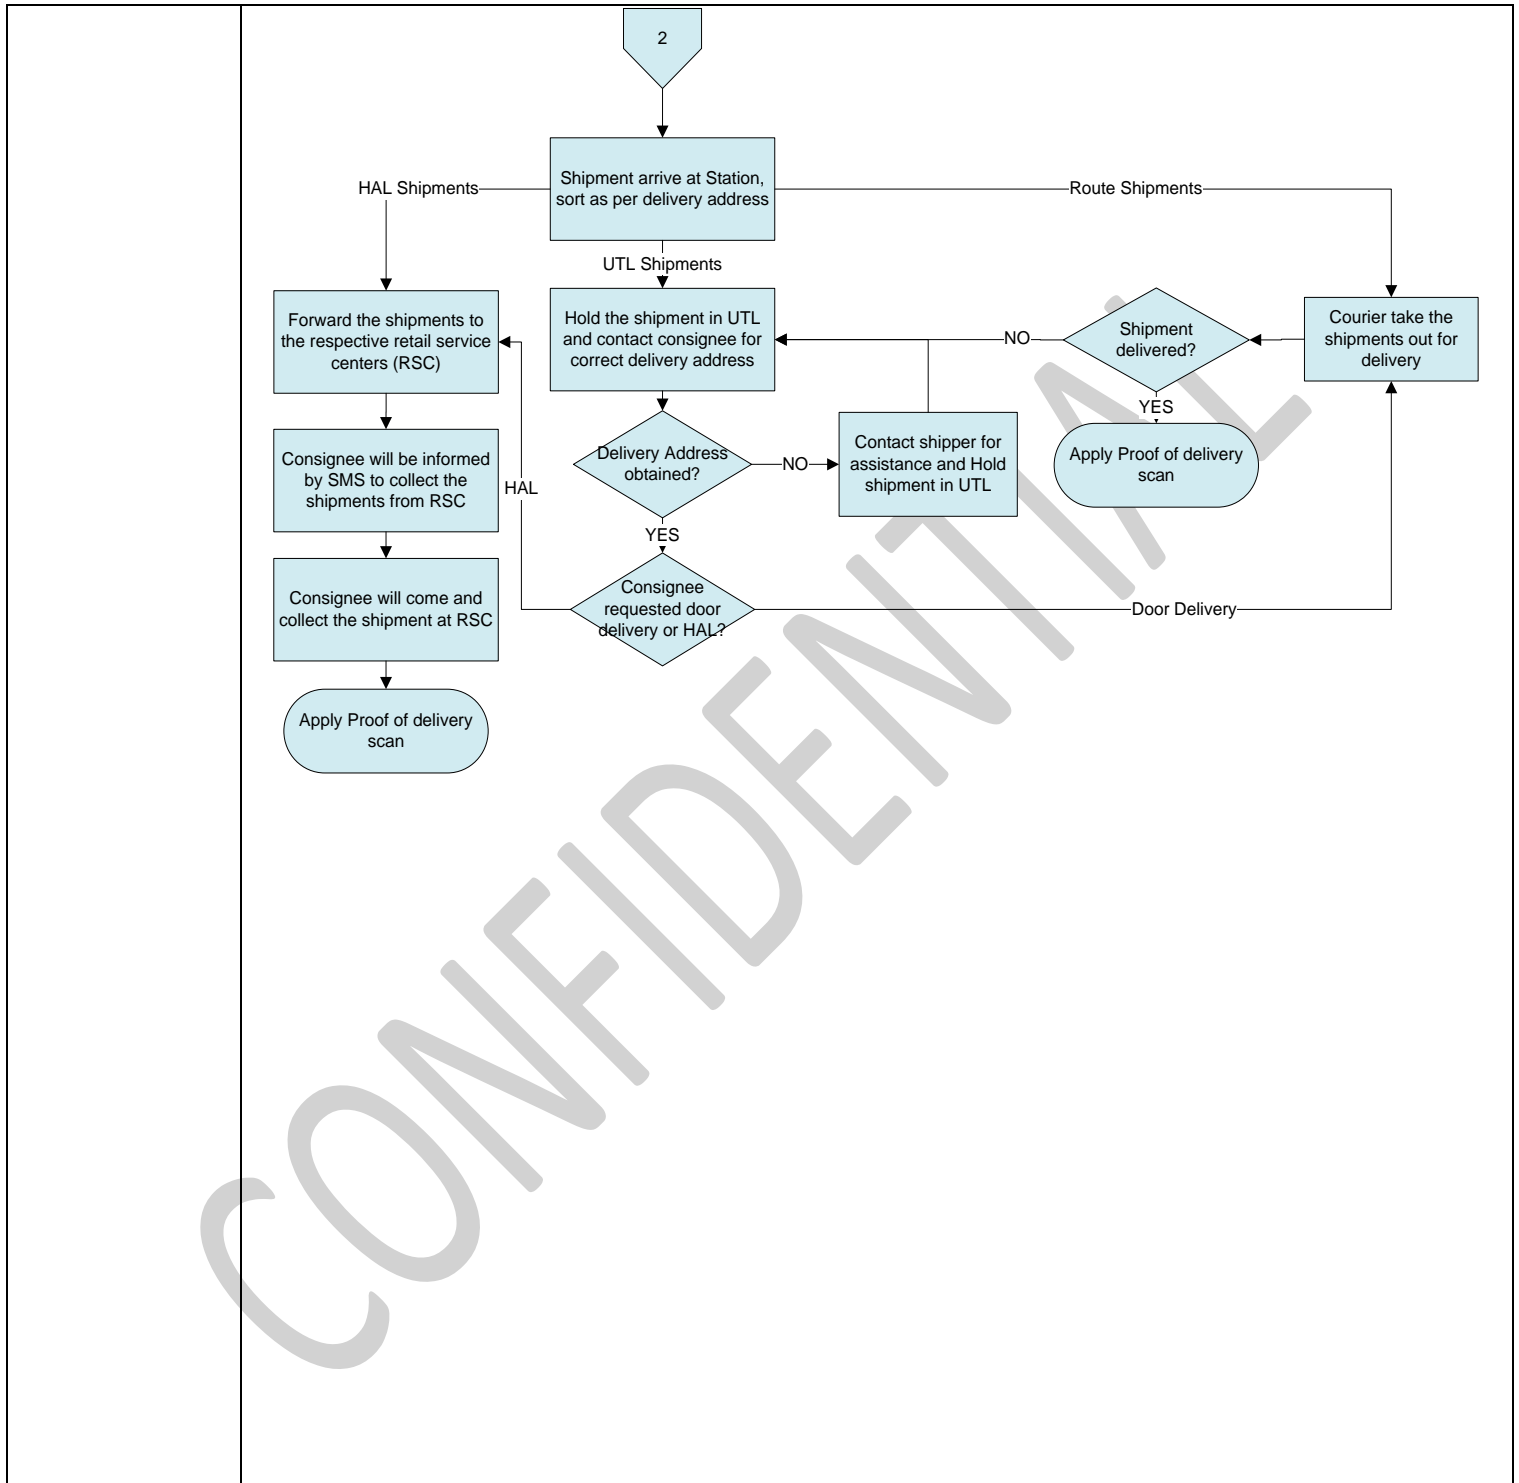 2
Shipment arrive at Station,
sort as per delivery address
HAL Shipments
Route Shipments
UTL Shipments
Forward the shipments to
the respective retail service
centers (RSC)
Hold the shipment in UTL
and contact consignee for
correct delivery address
NO
Shipment
delivered?
Courier take the
shipments out for
delivery
YES
Consignee will be informed
by SMS to collect the
shipments from RSC
HAL
Delivery Address
obtained?
NO
Contact shipper for
assistance and Hold
shipment in UTL
Apply Proof of delivery
scan
YES
Consignee will come and
collect the shipment at RSC
Consignee
requested door
delivery or HAL?
Door Delivery
Apply Proof of delivery
scan
CONFIDENTIAL